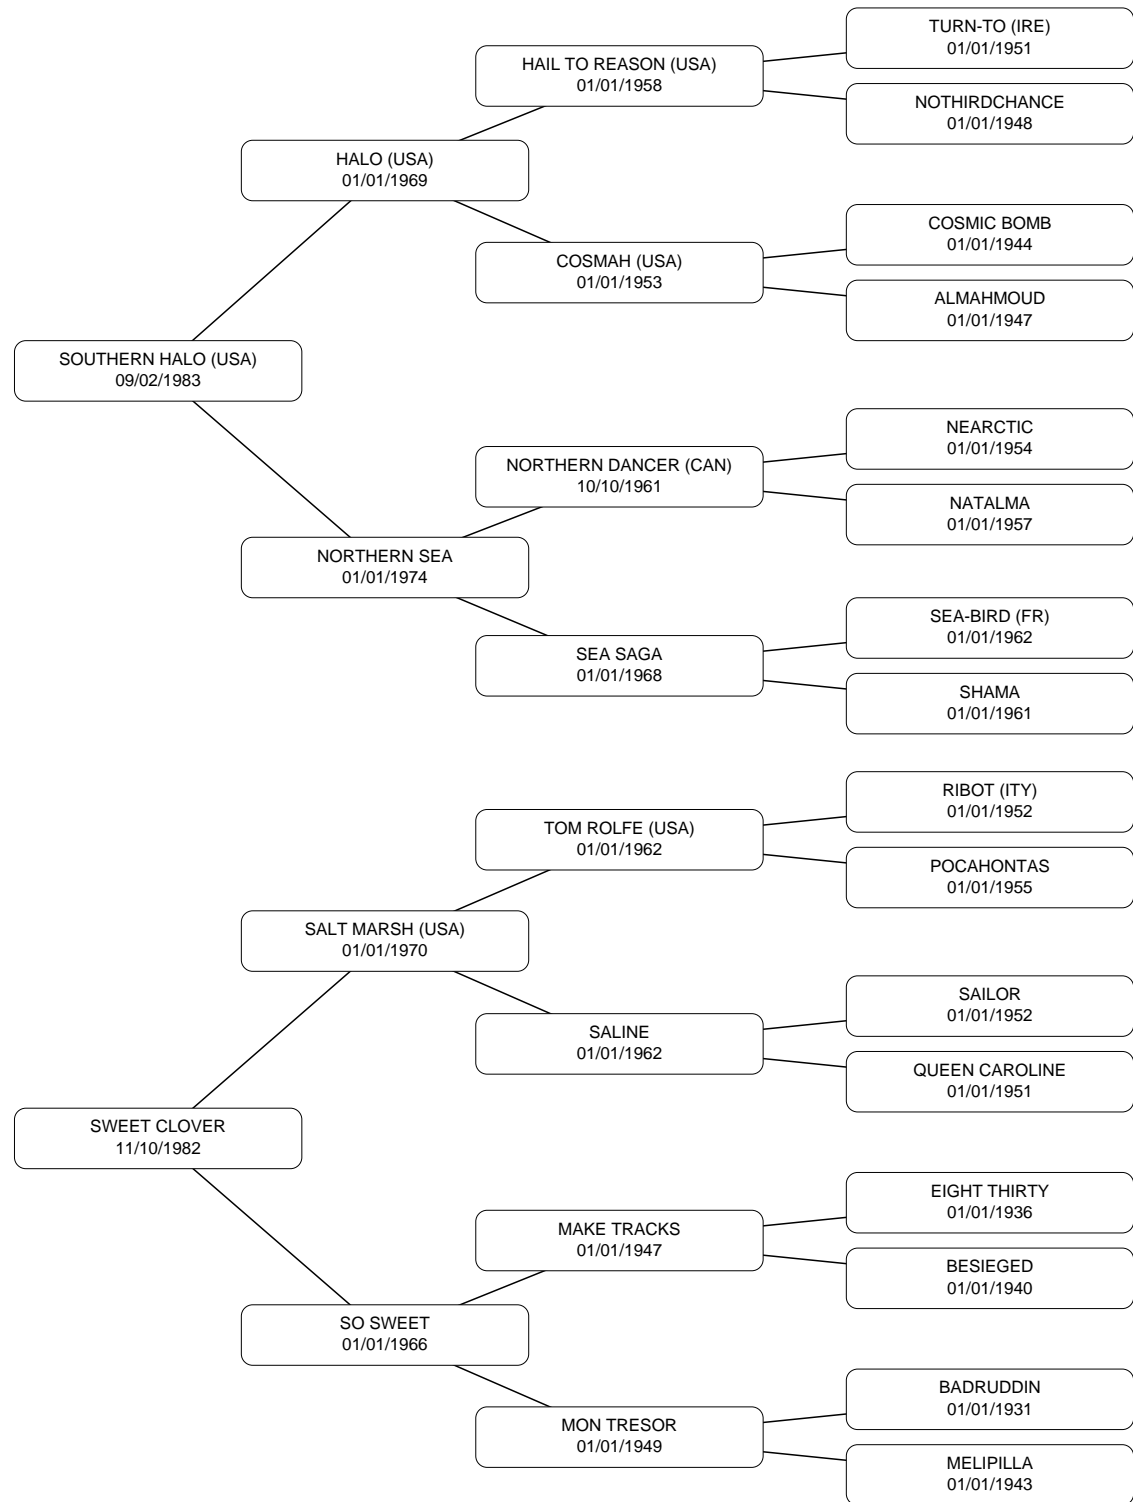 TURN-TO (IRE)
01/01/1951
HAIL TO REASON (USA)
01/01/1958
NOTHIRDCHANCE
01/01/1948
HALO (USA)
01/01/1969
COSMIC BOMB
01/01/1944
COSMAH (USA)
01/01/1953
ALMAHMOUD
01/01/1947
SOUTHERN HALO (USA)
09/02/1983
NEARCTIC
01/01/1954
NORTHERN DANCER (CAN)
10/10/1961
NATALMA
01/01/1957
NORTHERN SEA
01/01/1974
SEA-BIRD (FR)
01/01/1962
SEA SAGA
01/01/1968
SHAMA
01/01/1961
RIBOT (ITY)
01/01/1952
TOM ROLFE (USA)
01/01/1962
POCAHONTAS
01/01/1955
SALT MARSH (USA)
01/01/1970
SAILOR
01/01/1952
SALINE
01/01/1962
QUEEN CAROLINE
01/01/1951
SWEET CLOVER
11/10/1982
EIGHT THIRTY
01/01/1936
MAKE TRACKS
01/01/1947
BESIEGED
01/01/1940
SO SWEET
01/01/1966
BADRUDDIN
01/01/1931
MON TRESOR
01/01/1949
MELIPILLA
01/01/1943